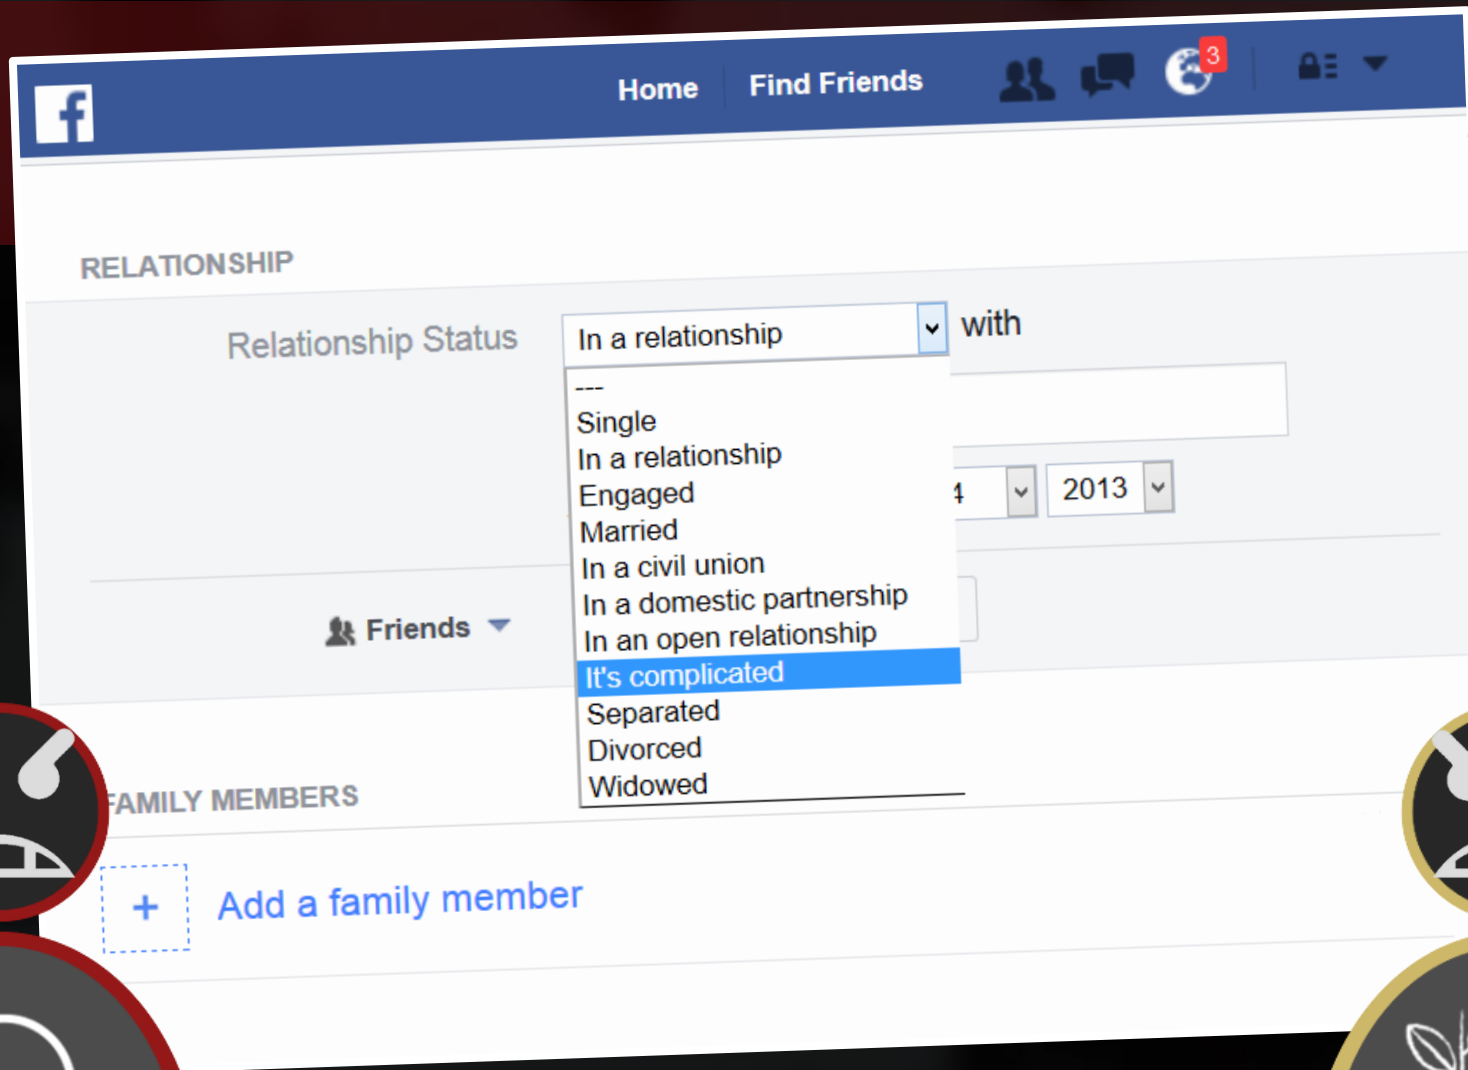 f
Home
Find Friends
3
RELATIONSHIP
Relationship Status
In a relationship
with
---
Single
In a relationship
Engaged
Married
In a civil union
In a domestic partnership
In an open relationship
It's complicated
Separated
Divorced
Widowed
4
2013
Friends
FAMILY MEMBERS
+
Add a family member